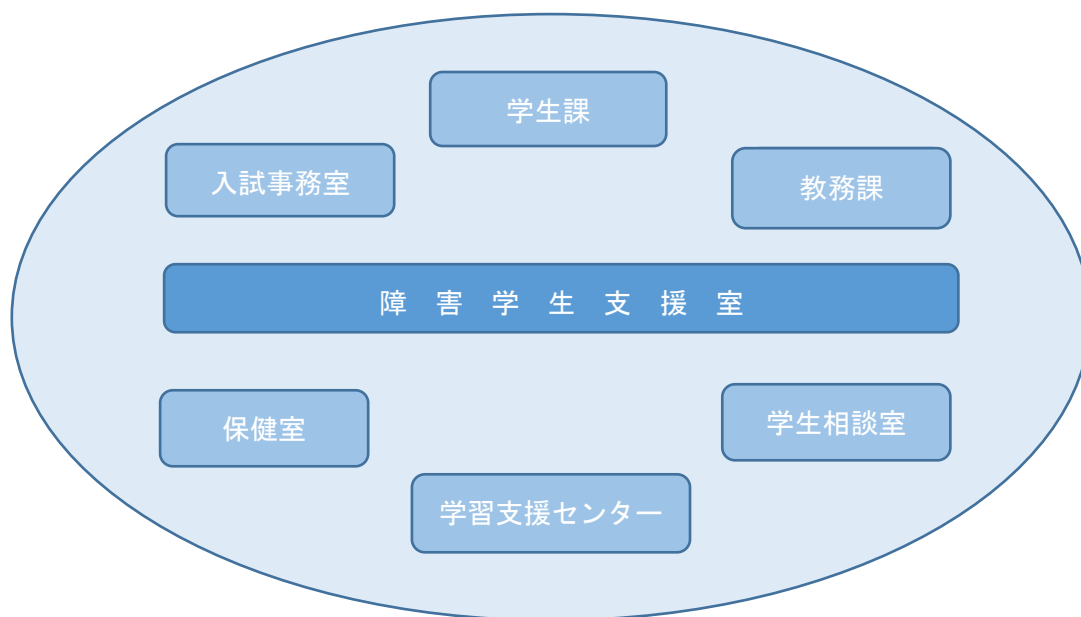 学生課
入試事務室
教務課
障 害 学 生 支 援 室
保健室
学生相談室
学習支援センター